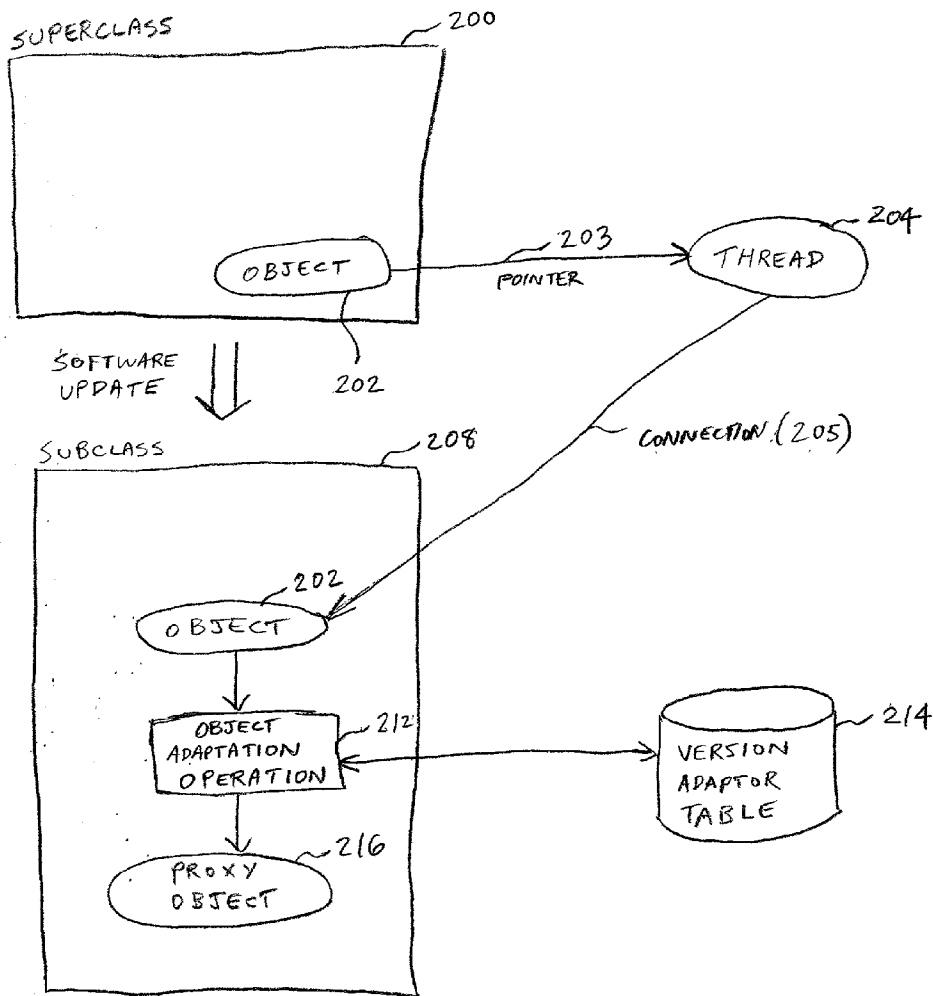 SUPERCLASS
200
OBJECT
203
POINTER
THREAD
204
202
SOFTWARE
UPDATE
CONNECTION. (205)
SUBCLASS
208
202
OBJECT
OBJECT
ADAPTATION
OPERATION
212
VERSION
ADAPTOR
TABLE
214
PROXY
OBJECT
216